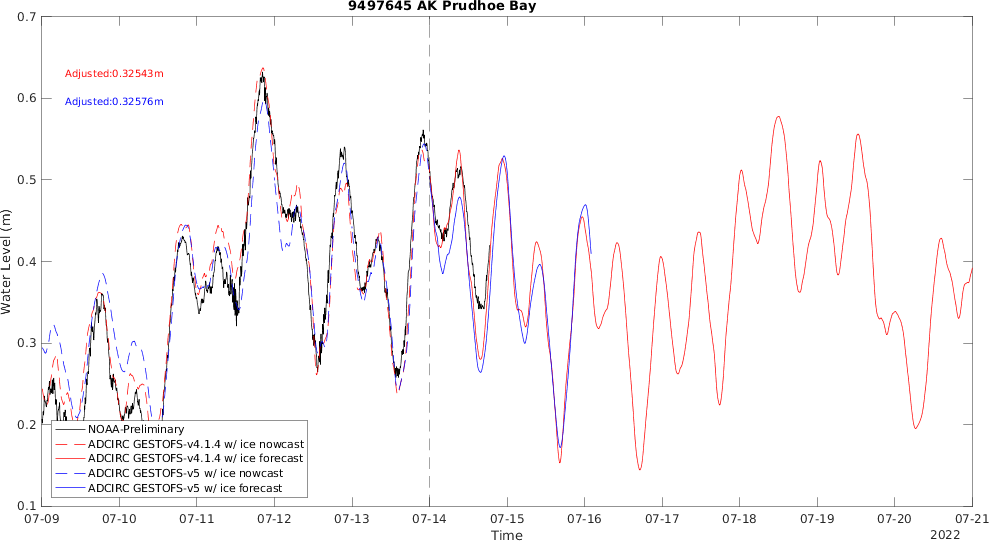 9497645 AK Prudhoe Bay
Adjusted:0.32543m
Adjusted:0.32576m
Water Level (m)
0.7
0.6
0.5
0.4
0.3
0.2
0.1
NOAA-Preliminary
ADCIRC GESTOFS-v4.1.4 w/ ice nowcast
ADCIRC GESTOFS-v4.1.4 w/ ice forecast
ADCIRC GESTOFS-v5 w/ ice nowcast
ADCIRC GESTOFS-v5 w/ ice forecast
07-09 07-10 07-11 07-12 07-13 07-14 07-15 07-16 07-17 07-18 07-19 07-20 07-21
Time
2022